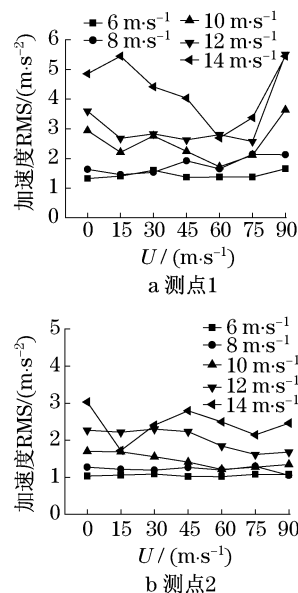 6 m·s⁻¹ 10 m·s⁻¹
8 m·s⁻¹ 12 m·s⁻¹
14 m·s⁻¹
加速度RMS/(m·s⁻²)
6
5
4
3
2
1
0
0 15 30 45 60 75 90
U / (m·s⁻¹)
a 测点1
6 m·s⁻¹
8 m·s⁻¹
10 m·s⁻¹
12 m·s⁻¹
14 m·s⁻¹
加速度RMS/(m·s⁻²)
5
4
3
2
1
0
0 15 30 45 60 75 90
U / (m·s⁻¹)
b 测点2